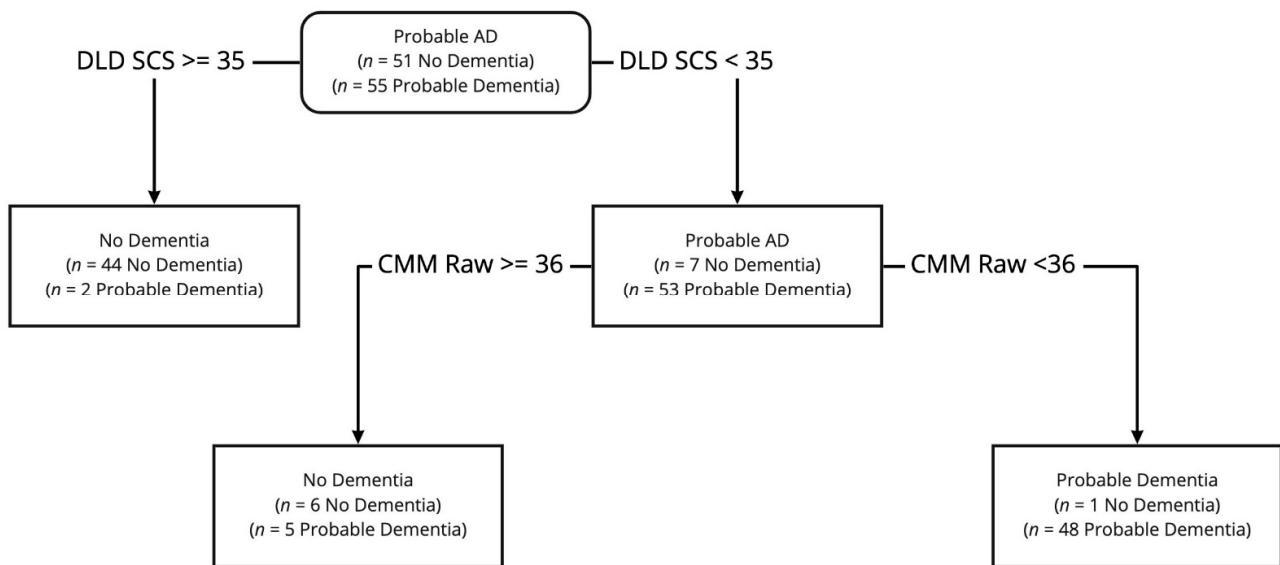 Probable AD
(n = 51 No Dementia)
(n = 55 Probable Dementia)
DLD SCS >= 35
DLD SCS < 35
No Dementia
(n = 44 No Dementia)
(n = 2 Probable Dementia)
Probable AD
(n = 7 No Dementia)
(n = 53 Probable Dementia)
CMM Raw >= 36
CMM Raw <36
No Dementia
(n = 6 No Dementia)
(n = 5 Probable Dementia)
Probable Dementia
(n = 1 No Dementia)
(n = 48 Probable Dementia)